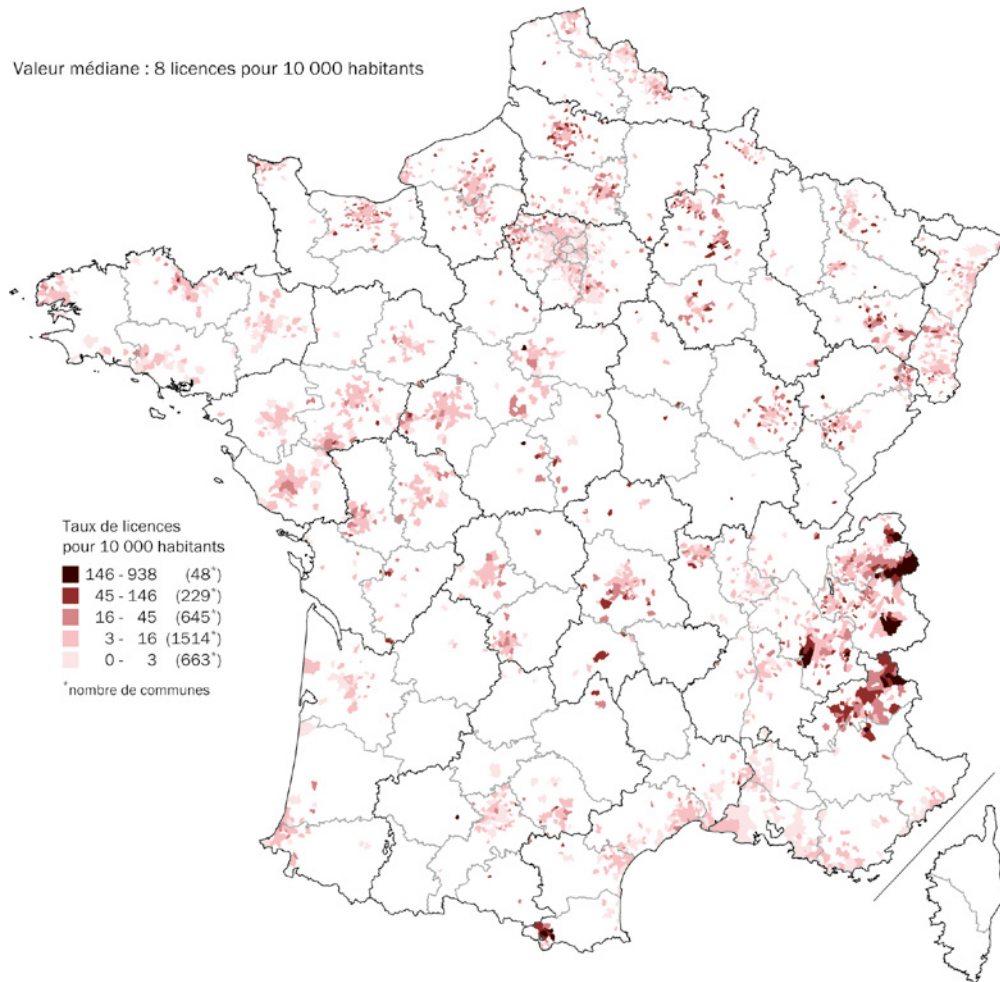 Valeur médiane : 8 licences pour 10 000 habitants
Taux de licences
pour 10 000 habitants
146 - 938 (48*)
45 - 146 (229*)
16 - 45 (645*)
3 - 16 (1514*)
0 - 3 (663*)
*nombre de communes